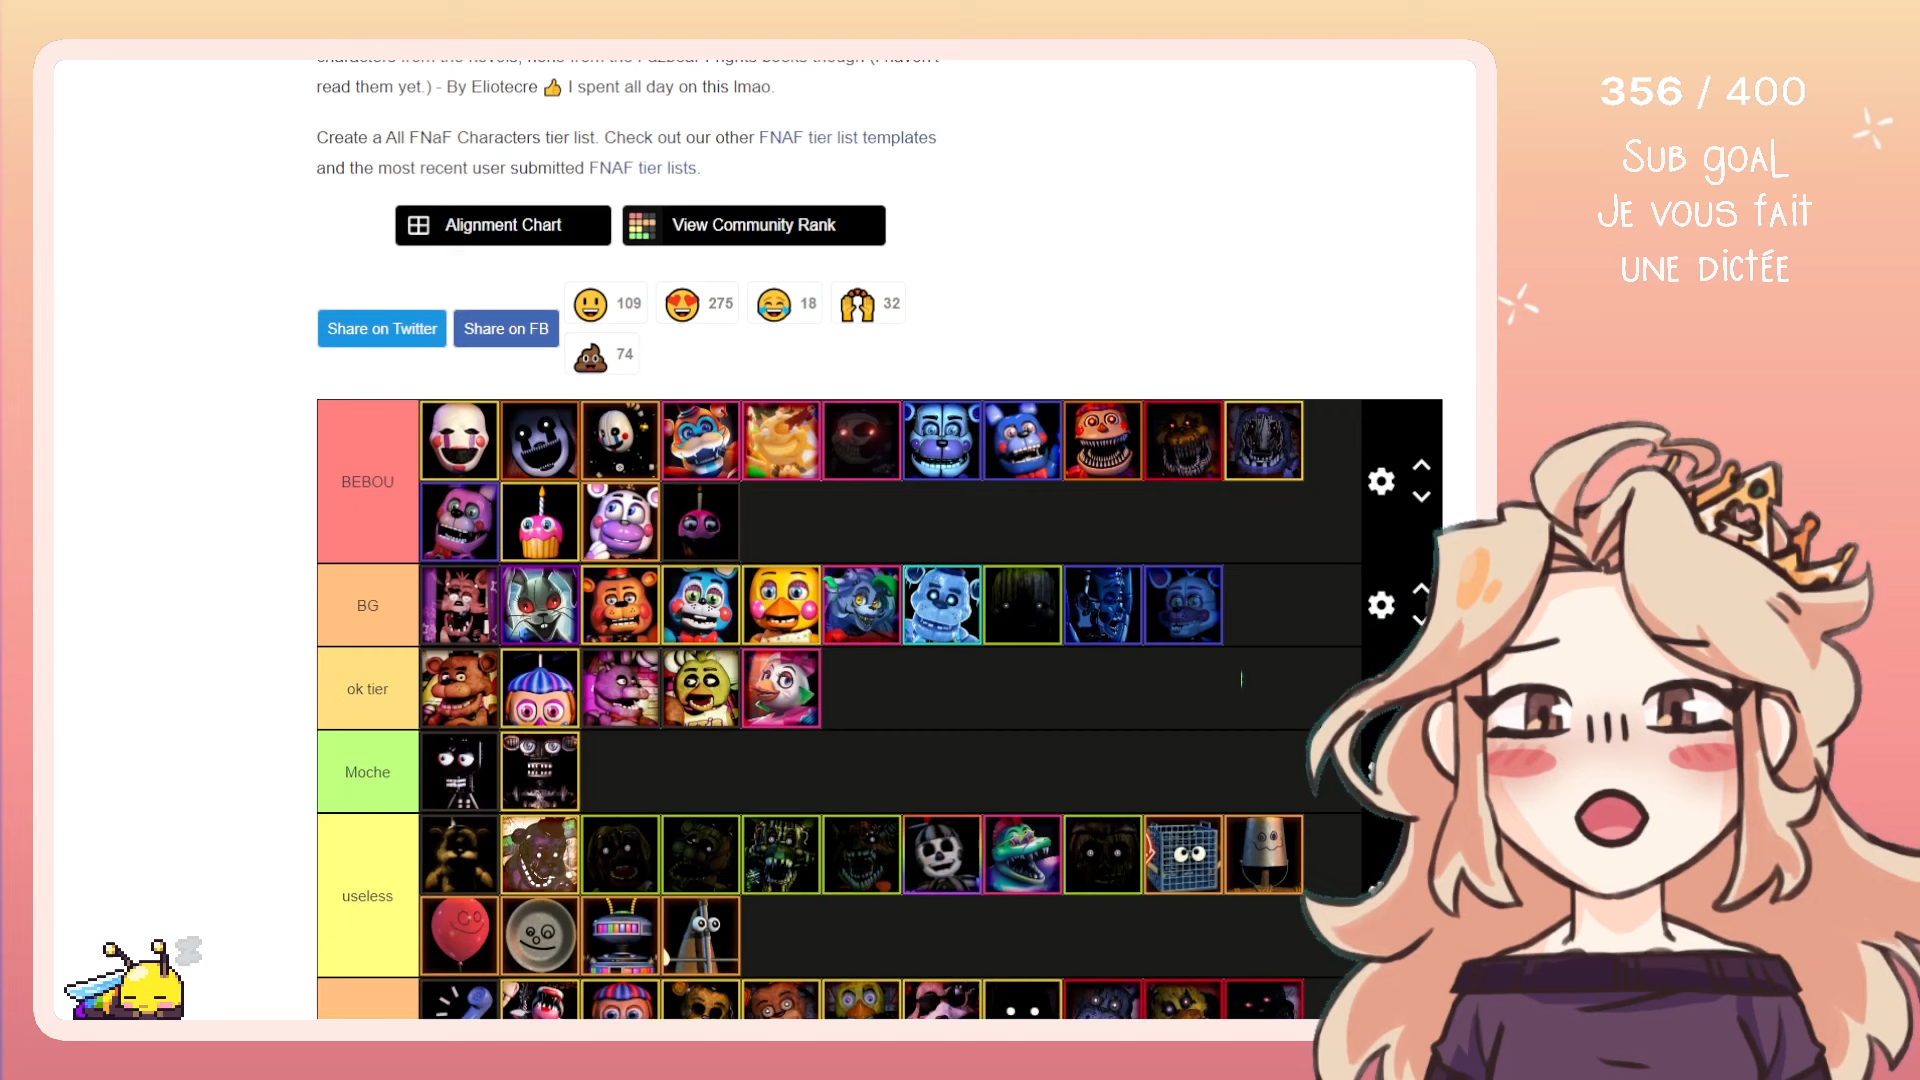 read them yet.) - By Eliotecre 👍 I spent all day on this lmao.
Create a All FNaF Characters tier list. Check out our other FNAF tier list templates
and the most recent user submitted FNAF tier lists.
Alignment Chart
View Community Rank
Share on Twitter
Share on FB
109
275
18
32
74
BEBOU
BG
ok tier
Moche
useless
356 / 400
SUB GOAL
JE VOUS FAIT
UNE DICTÉE